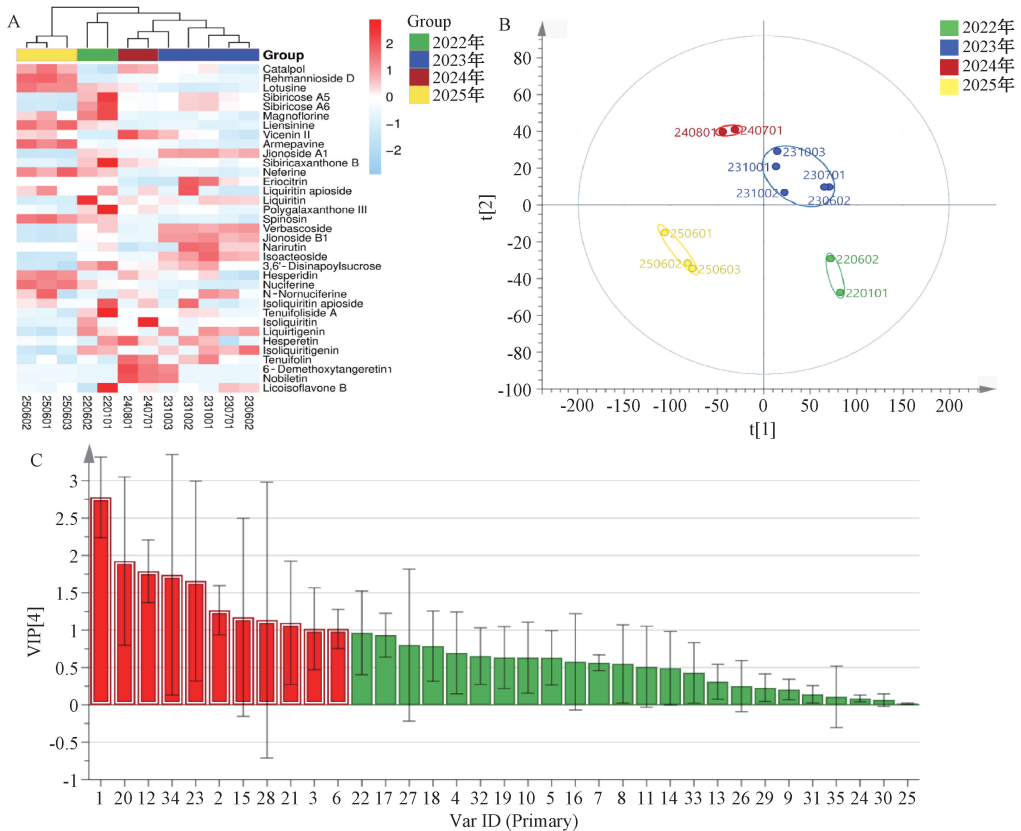 A
Group
Catalpol
Rehmannioside D
Lotusine
Sibiricose A5
Sibiricose A6
Magnoflorine
Liensinine
Vicenin II
Armepavine
Jionoside A1
Sibiricaxanthone B
Neferine
Eriocitrin
Liquiritin apioside
Liquiritin
Polygalaxanthone III
Spinosin
Verbascoside
Jionoside B1
Narirutin
Isoacteoside
3,6'-Disinapoylsucrose
Hesperidin
Nuciferine
N-Nornuciferine
Isoliquiritin apioside
Tenuifoliside A
Isoliquiritin
Liquirtigenin
Hesperetin
Isoliquiritigenin
Tenuifolin
6-Demethoxytangeretin
Nobiletin
Licoisoflavone B
250602 250601 250603 220602 220101 240801 240701 231003 231002 231001 230701 230602
2
1
0
-1
-2
Group
2022年
2023年
2024年
2025年
B
2022年
2023年
2024年
2025年
80
60
40
20
0
-20
-40
-60
-80
-100
t[2]
240801
240701
231003
231001
230701
231002
230602
250601
250602
250603
220602
220101
-200 -150 -100 -50 0 50 100 150 200
t[1]
C
3
2.5
2
1.5
1
0.5
0
-0.5
-1
VIP[4]
1 20 12 34 23 2 15 28 21 3 6 22 17 27 18 4 32 19 10 5 16 7 8 11 14 33 13 26 29 9 31 35 24 30 25
Var ID (Primary)